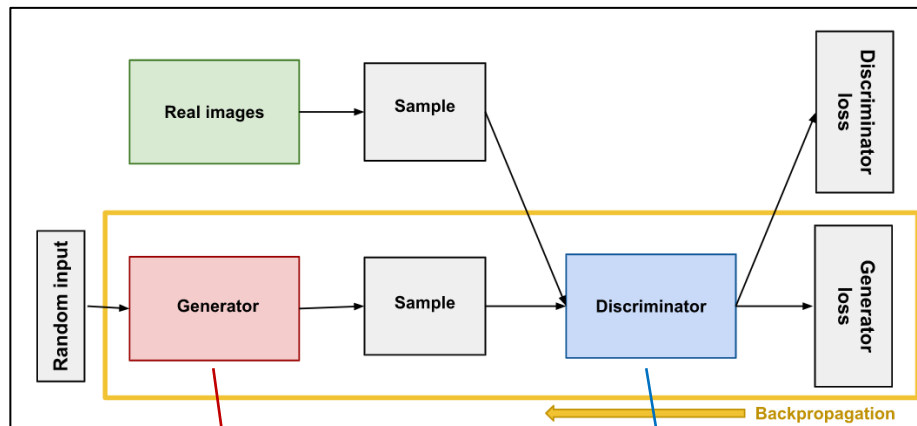 Real images
Sample
Discriminator
loss
Random input
Generator
Sample
Discriminator
Generator
loss
Backpropagation